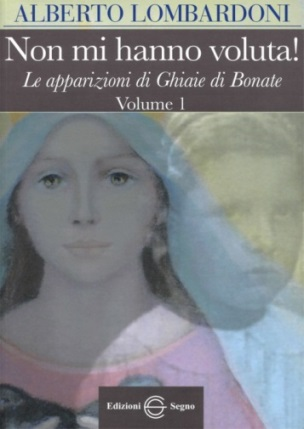 ALBERTO LOMBARDONI
Non mi hanno voluta!
Le apparizioni di Ghiaie di Bonate
Volume 1
Edizioni Segno